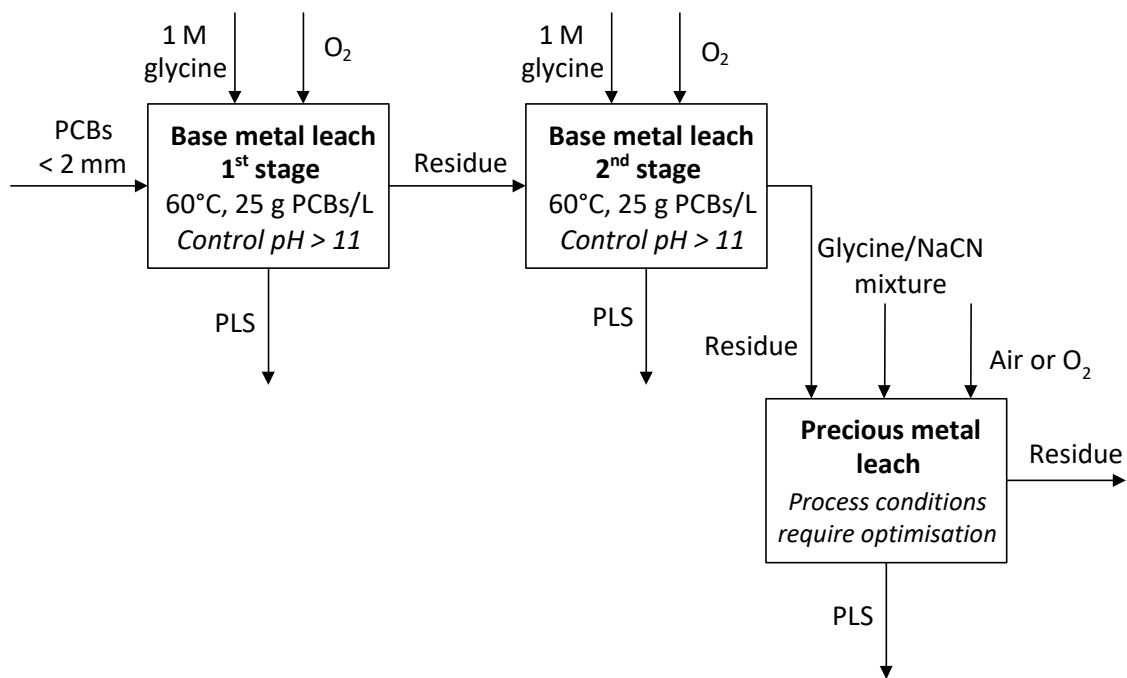 1 M
glycine
O₂
1 M
glycine
O₂
PCBs
< 2 mm
Base metal leach
1ˢᵗ stage
60°C, 25 g PCBs/L
Control pH > 11
Residue
Base metal leach
2ⁿᵈ stage
60°C, 25 g PCBs/L
Control pH > 11
PLS
PLS
Glycine/NaCN
mixture
Residue
Air or O₂
Precious metal
leach
Process conditions
require optimisation
Residue
PLS